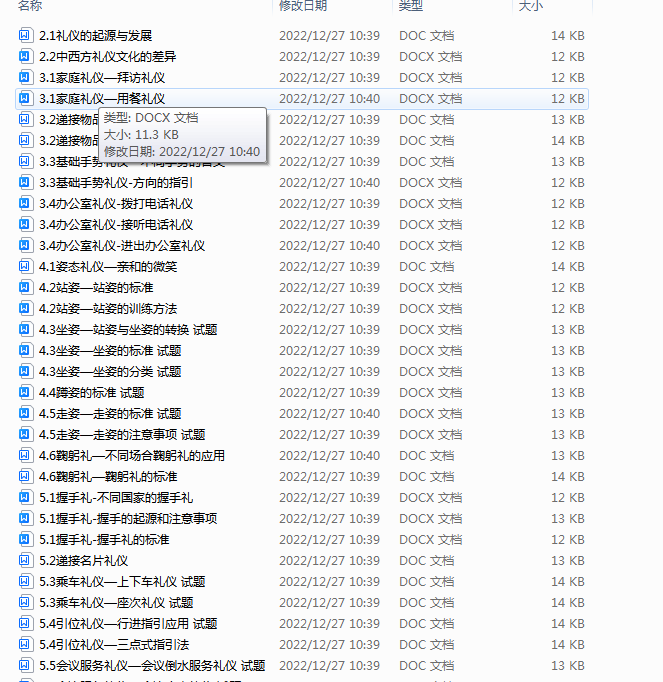 名称 修改日期 类型 大小
2.1礼仪的起源与发展 2022/12/27 10:39 DOC 文档 14 KB
2.2中西方礼仪文化的差异 2022/12/27 10:39 DOCX 文档 12 KB
3.1家庭礼仪—拜访礼仪 2022/12/27 10:39 DOCX 文档 12 KB
3.1家庭礼仪—用餐礼仪 2022/12/27 10:40 DOCX 文档 12 KB
3.2递接物品 2022/12/27 10:39 DOC 文档 13 KB
类型: DOCX 文档
大小: 11.3 KB
修改日期: 2022/12/27 10:40
3.2递接物品 2022/12/27 10:39 DOC 文档 14 KB
3.3基础手势礼仪 2022/12/27 10:39 DOCX 文档 12 KB
3.3基础手势礼仪-方向的指引 2022/12/27 10:40 DOCX 文档 12 KB
3.4办公室礼仪-拨打电话礼仪 2022/12/27 10:39 DOCX 文档 12 KB
3.4办公室礼仪-接听电话礼仪 2022/12/27 10:39 DOCX 文档 12 KB
3.4办公室礼仪-进出办公室礼仪 2022/12/27 10:40 DOCX 文档 12 KB
4.1姿态礼仪—亲和的微笑 2022/12/27 10:39 DOC 文档 14 KB
4.2站姿—站姿的标准 2022/12/27 10:39 DOCX 文档 12 KB
4.2站姿—站姿的训练方法 2022/12/27 10:39 DOCX 文档 12 KB
4.3坐姿—站姿与坐姿的转换 试题 2022/12/27 10:39 DOCX 文档 13 KB
4.3坐姿—坐姿的标准 试题 2022/12/27 10:39 DOCX 文档 13 KB
4.3坐姿—坐姿的分类 试题 2022/12/27 10:39 DOCX 文档 13 KB
4.4蹲姿的标准 试题 2022/12/27 10:39 DOCX 文档 13 KB
4.5走姿—走姿的标准 试题 2022/12/27 10:40 DOCX 文档 13 KB
4.5走姿—走姿的注意事项 试题 2022/12/27 10:39 DOCX 文档 13 KB
4.6鞠躬礼—不同场合鞠躬礼的应用 2022/12/27 10:40 DOC 文档 13 KB
4.6鞠躬礼—鞠躬礼的标准 2022/12/27 10:39 DOC 文档 14 KB
5.1握手礼-不同国家的握手礼 2022/12/27 10:39 DOCX 文档 12 KB
5.1握手礼-握手的起源和注意事项 2022/12/27 10:39 DOCX 文档 13 KB
5.1握手礼-握手礼的标准 2022/12/27 10:39 DOCX 文档 12 KB
5.2递接名片礼仪 2022/12/27 10:39 DOC 文档 13 KB
5.3乘车礼仪—上下车礼仪 试题 2022/12/27 10:39 DOC 文档 14 KB
5.3乘车礼仪—座次礼仪 试题 2022/12/27 10:39 DOC 文档 13 KB
5.4引位礼仪—行进指引应用 试题 2022/12/27 10:39 DOC 文档 14 KB
5.4引位礼仪—三点式指引法 2022/12/27 10:39 DOC 文档 14 KB
5.5会议服务礼仪—会议倒水服务礼仪 试题 2022/12/27 10:39 DOC 文档 13 KB